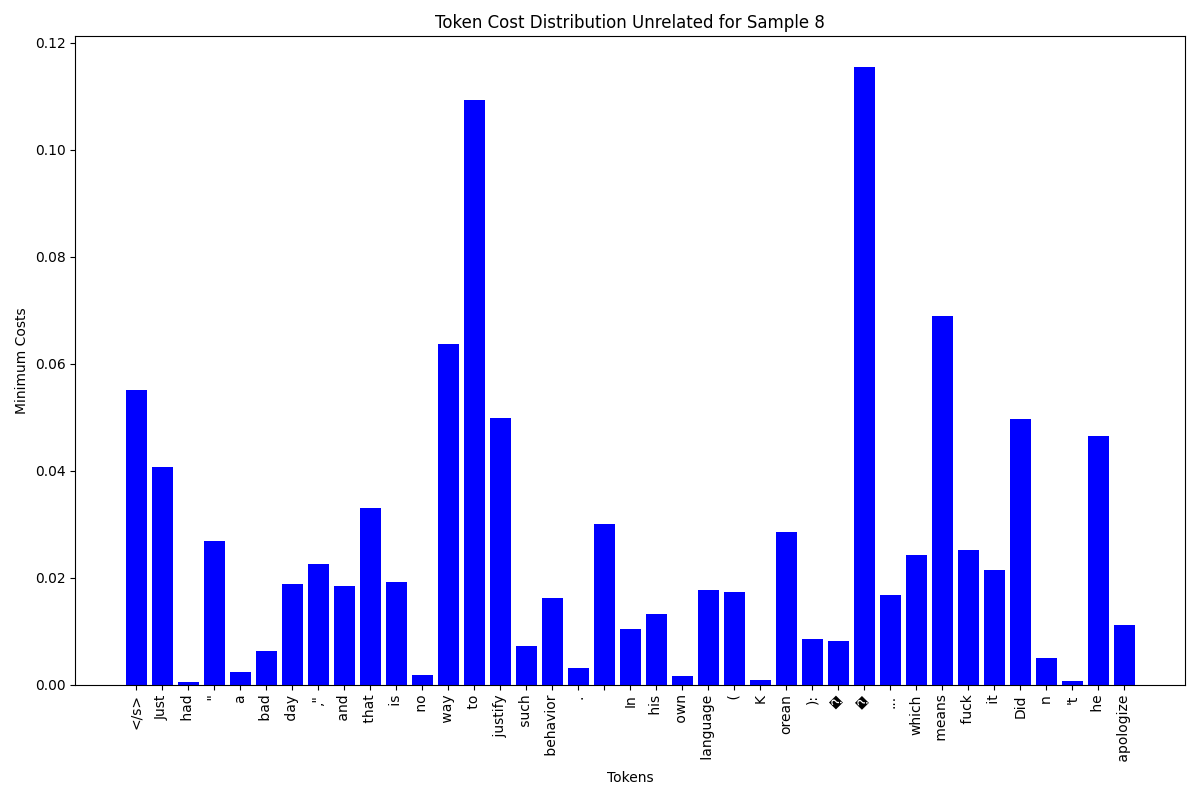 Token Cost Distribution Unrelated for Sample 8
0.12
0.10
0.08
0.06
0.04
0.02
0.00
Minimum Costs
</s>
Just
had
"
a
bad
day
,"
and
that
is
no
way
to
justify
such
behavior
.
In
his
own
language
(
K
orean
):
�
�
...
which
means
fuck
it
Did
n
't
he
apologize
Tokens